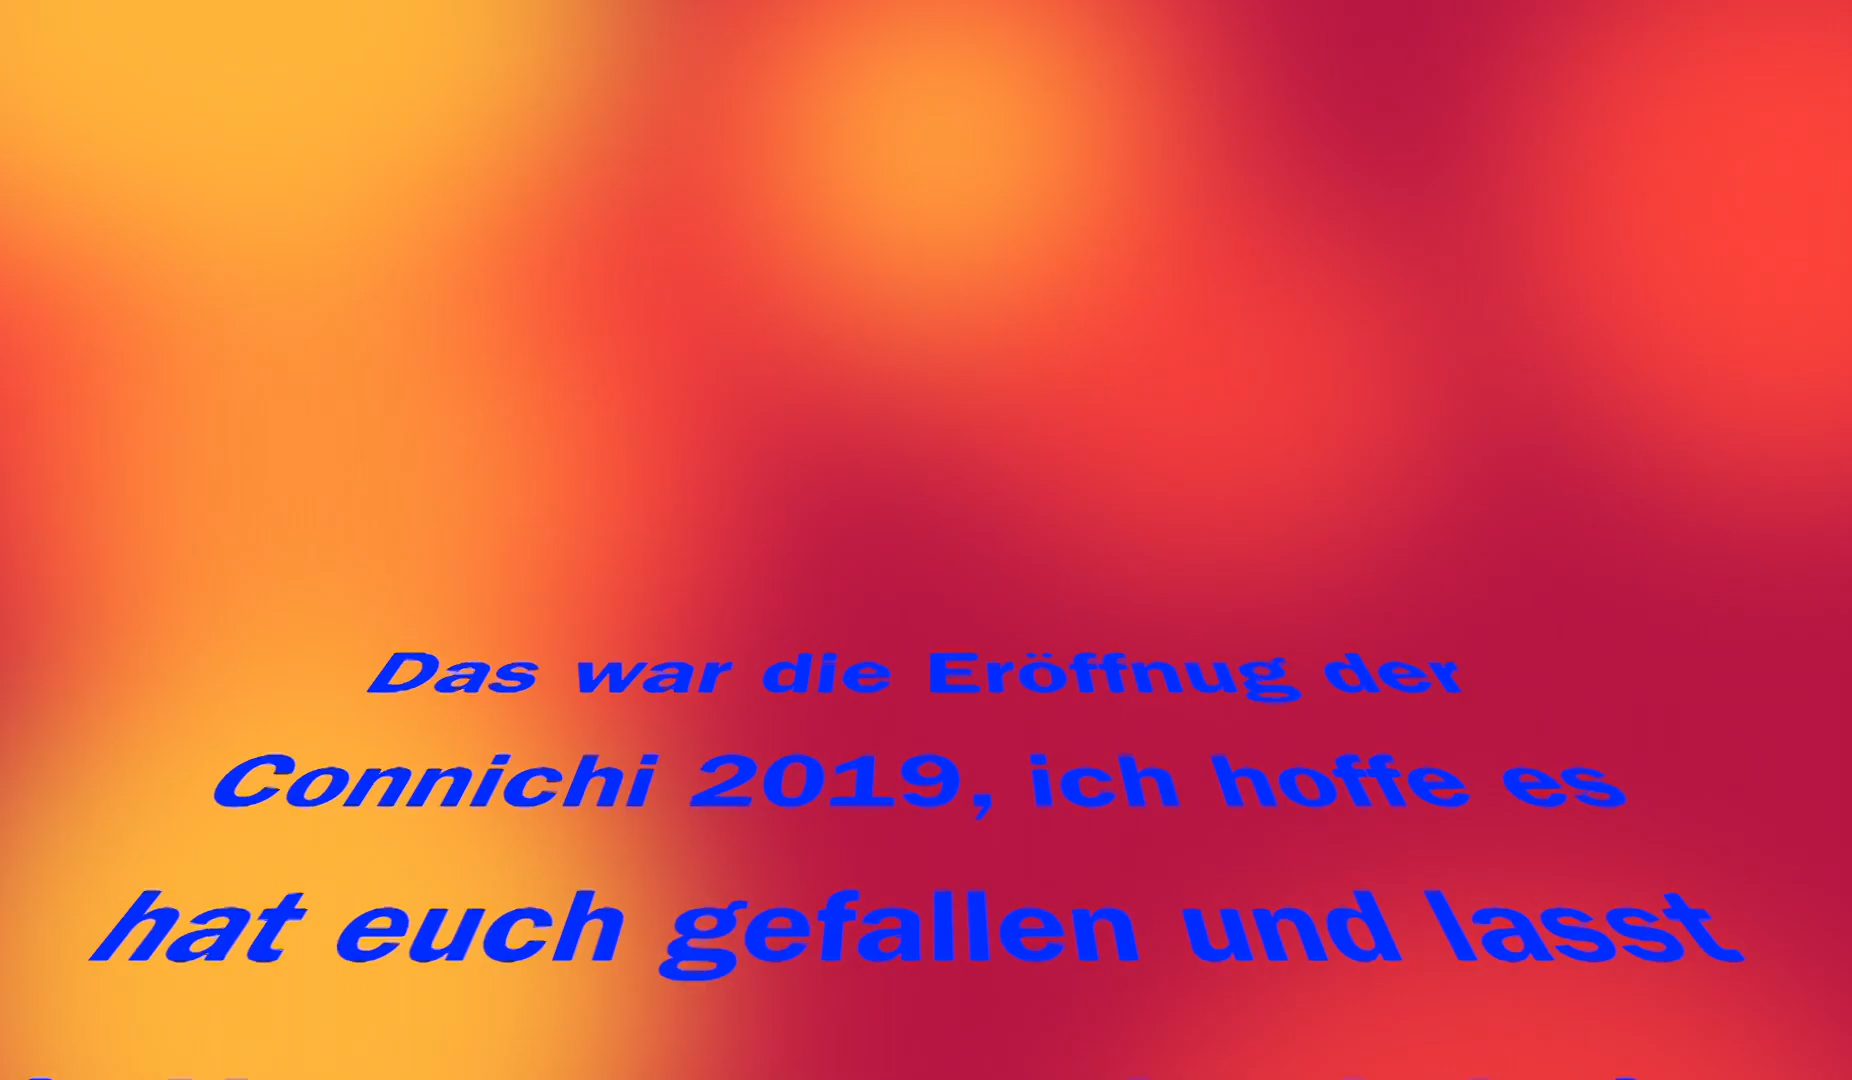 Das war die Eröffnug der
Connichi 2019, ich hoffe es
hat euch gefallen und lasst